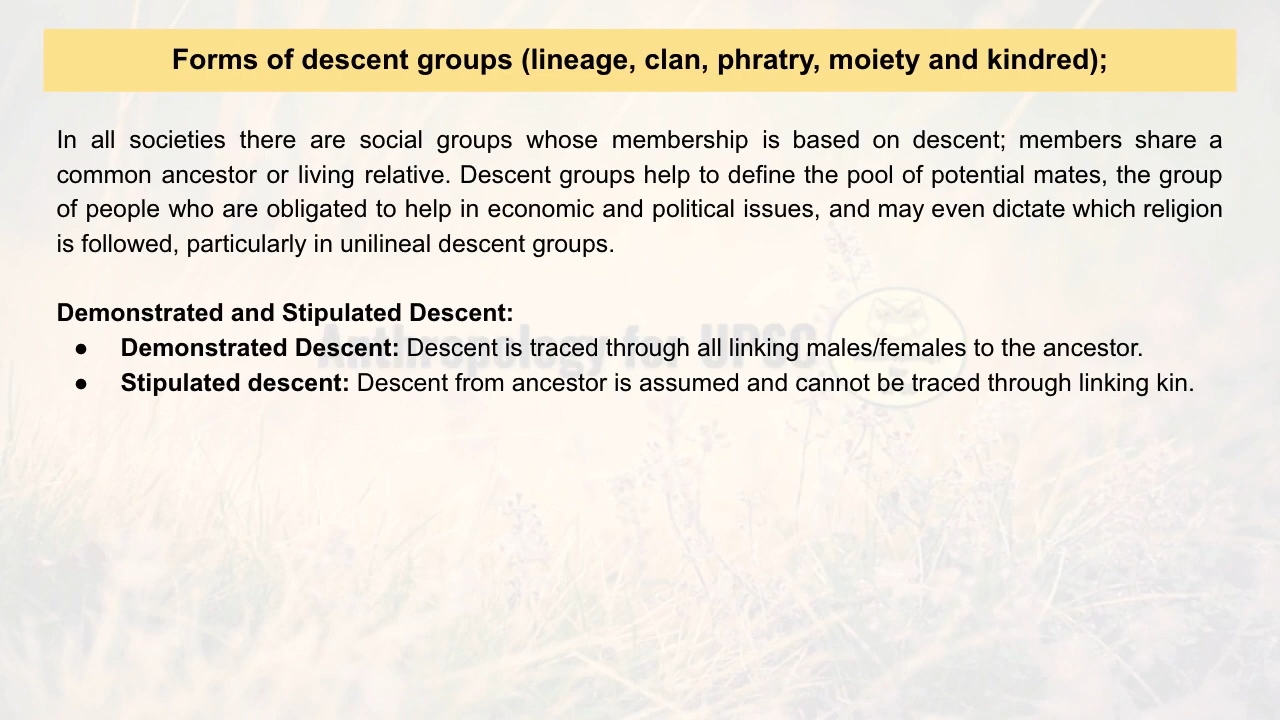 Forms of descent groups (lineage, clan, phratry, moiety and kindred);
In all societies there are social groups whose membership is based on descent; members share a
common ancestor or living relative. Descent groups help to define the pool of potential mates, the group
of people who are obligated to help in economic and political issues, and may even dictate which religion
is followed, particularly in unilineal descent groups.
Demonstrated and Stipulated Descent:
● Demonstrated Descent: Descent is traced through all linking males/females to the ancestor.
Anthropology for UPSC
● Stipulated descent: Descent from ancestor is assumed and cannot be traced through linking kin.